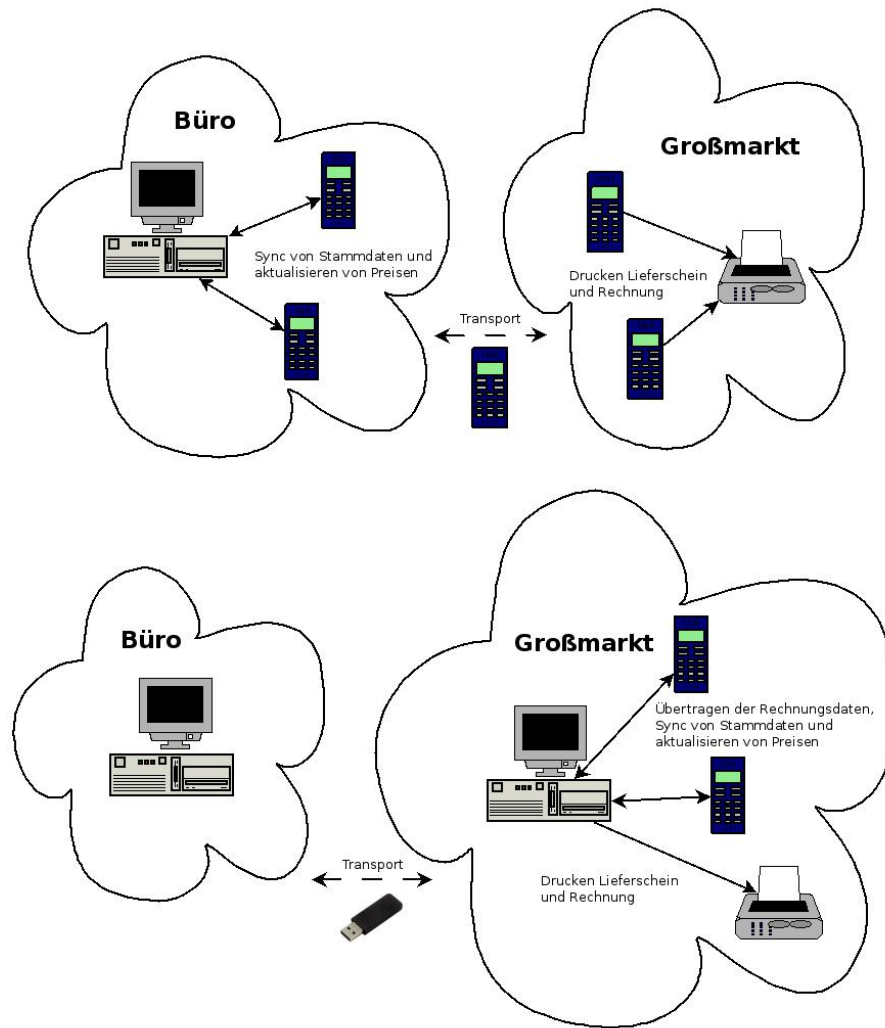 Büro
Großmarkt
Sync von Stammdaten und
aktualisieren von Preisen
Drucken Lieferschein
und Rechnung
Transport
Büro
Großmarkt
Übertragen der Rechnungsdaten,
Sync von Stammdaten und
aktualisieren von Preisen
Transport
Drucken Lieferschein
und Rechnung